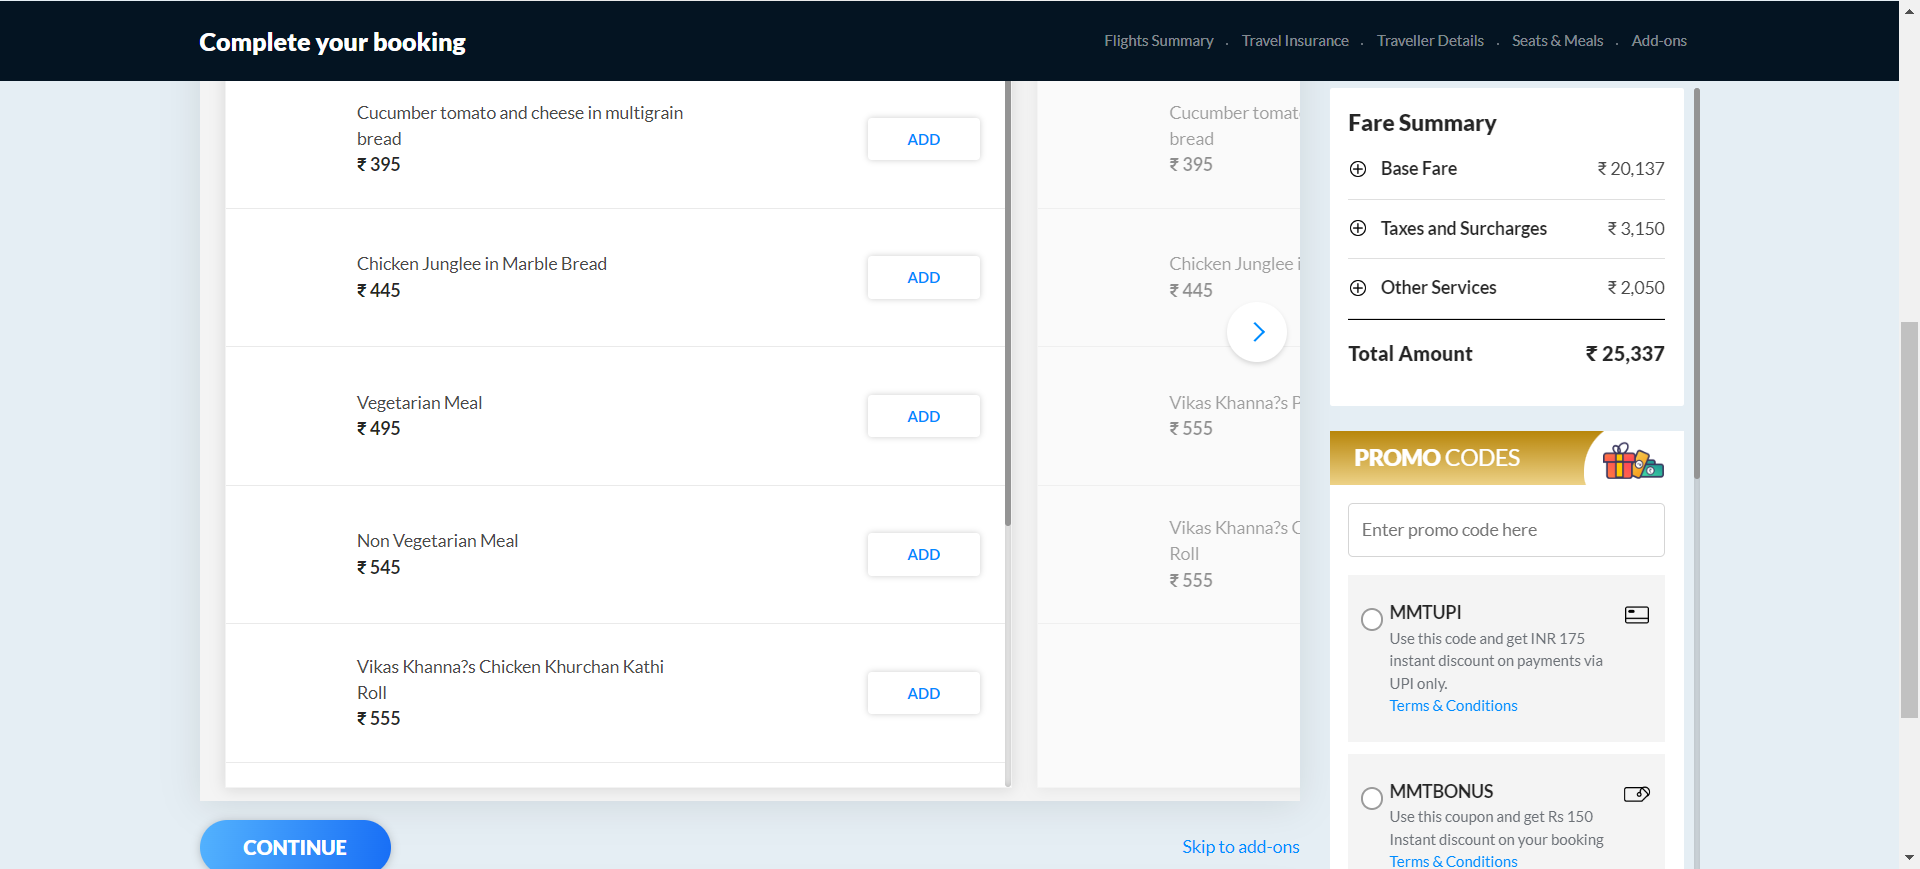 Complete your booking
Flights Summary . Travel Insurance . Traveller Details . Seats & Meals . Add-ons
Cucumber tomato and cheese in multigrain
bread
₹ 395
ADD
Chicken Junglee in Marble Bread
₹ 445
ADD
Vegetarian Meal
₹ 495
ADD
Non Vegetarian Meal
₹ 545
ADD
Vikas Khanna?s Chicken Khurchan Kathi
Roll
₹ 555
ADD
Cucumber tomat
bread
₹ 395
Chicken Junglee i
₹ 445
Vikas Khanna?s P
₹ 555
Vikas Khanna?s C
Roll
₹ 555
CONTINUE
Skip to add-ons
Fare Summary
Base Fare ₹ 20,137
Taxes and Surcharges ₹ 3,150
Other Services ₹ 2,050
Total Amount ₹ 25,337
PROMO CODES
Enter promo code here
MMTUPI
Use this code and get INR 175
instant discount on payments via
UPI only.
Terms & Conditions
MMTBONUS
Use this coupon and get Rs 150
Instant discount on your booking
Terms & Conditions